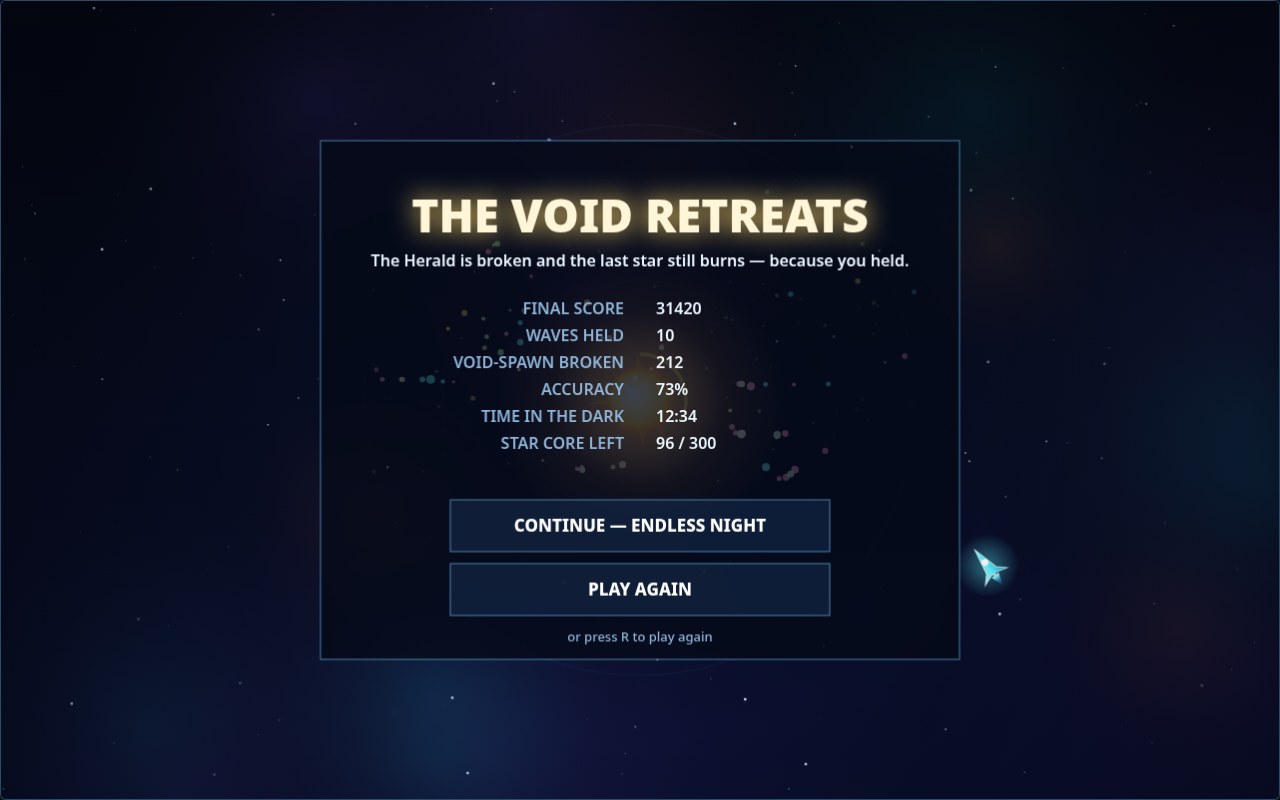 THE VOID RETREATS
The Herald is broken and the last star still burns — because you held.
FINAL SCORE 31420
WAVES HELD 10
VOID-SPAWN BROKEN 212
ACCURACY 73%
TIME IN THE DARK 12:34
STAR CORE LEFT 96 / 300
CONTINUE — ENDLESS NIGHT
PLAY AGAIN
or press R to play again